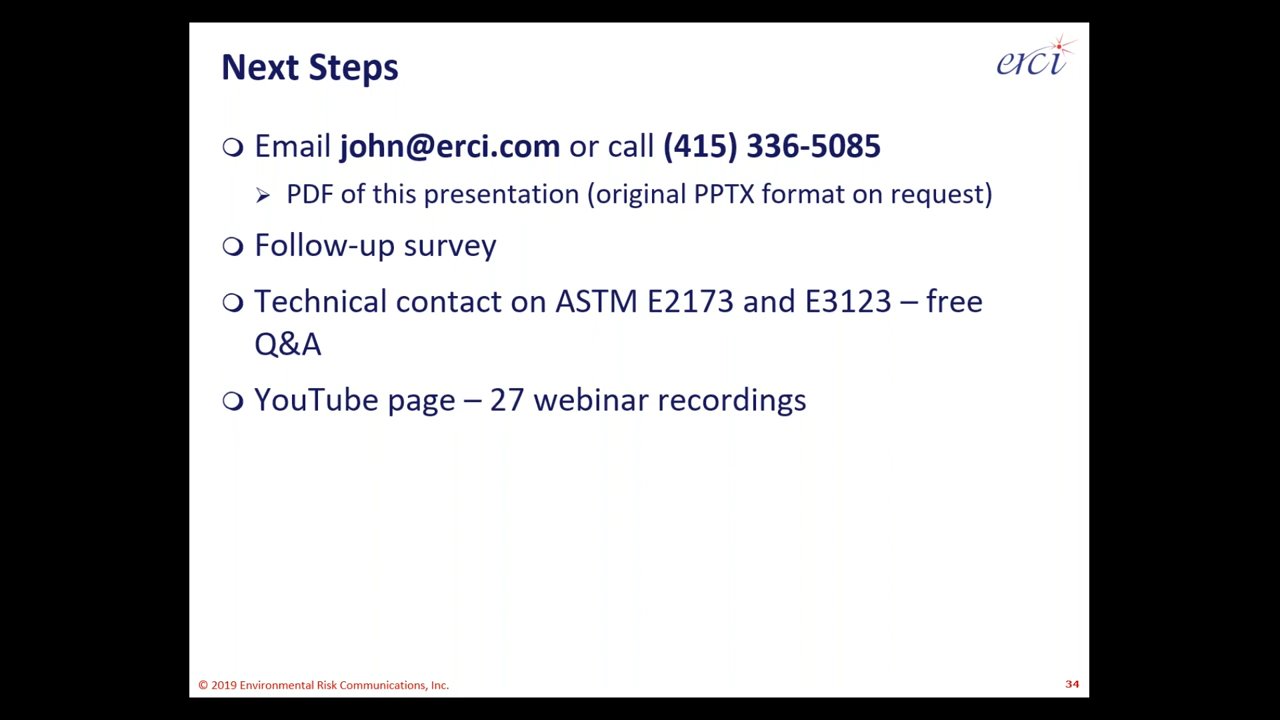 Next Steps
erci
Email john@erci.com or call (415) 336-5085
PDF of this presentation (original PPTX format on request)
Follow-up survey
Technical contact on ASTM E2173 and E3123 – free
Q&A
YouTube page – 27 webinar recordings
© 2019 Environmental Risk Communications, Inc.
34